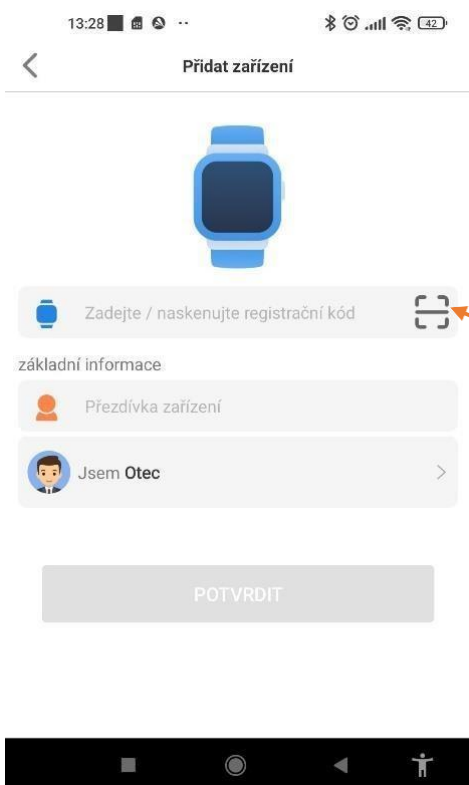 13:28
42
Přidat zařízení
Zadejte / naskenujte registrační kód
základní informace
Přezdívka zařízení
Jsem Otec
POTVRDIT